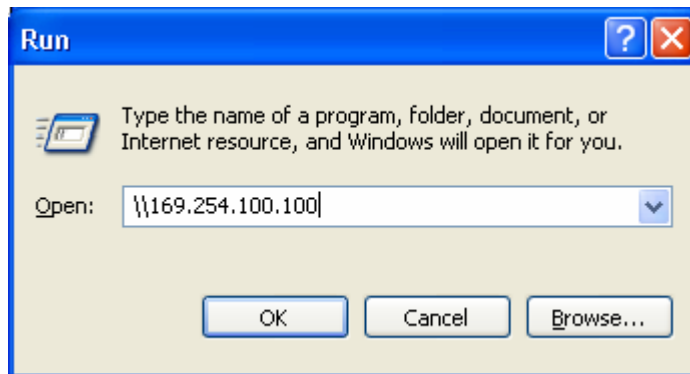 Run
Type the name of a program, folder, document, or
Internet resource, and Windows will open it for you.
Open: \\169.254.100.100
OK Cancel Browse...